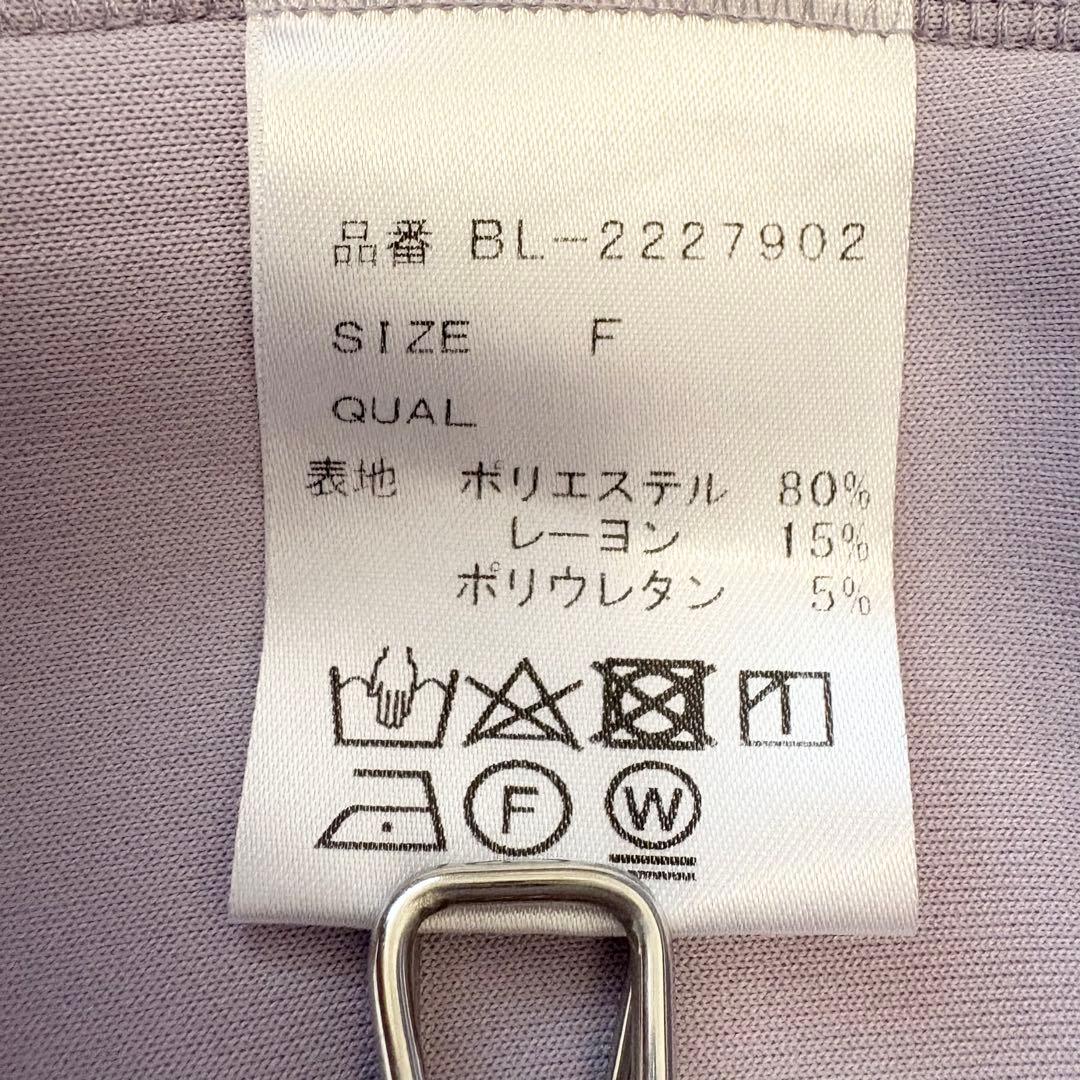 品番 BL-2227902
SIZE F
QUAL
表地 ポリエステル 80%
レーヨン 15%
ポリウレタン 5%
F W